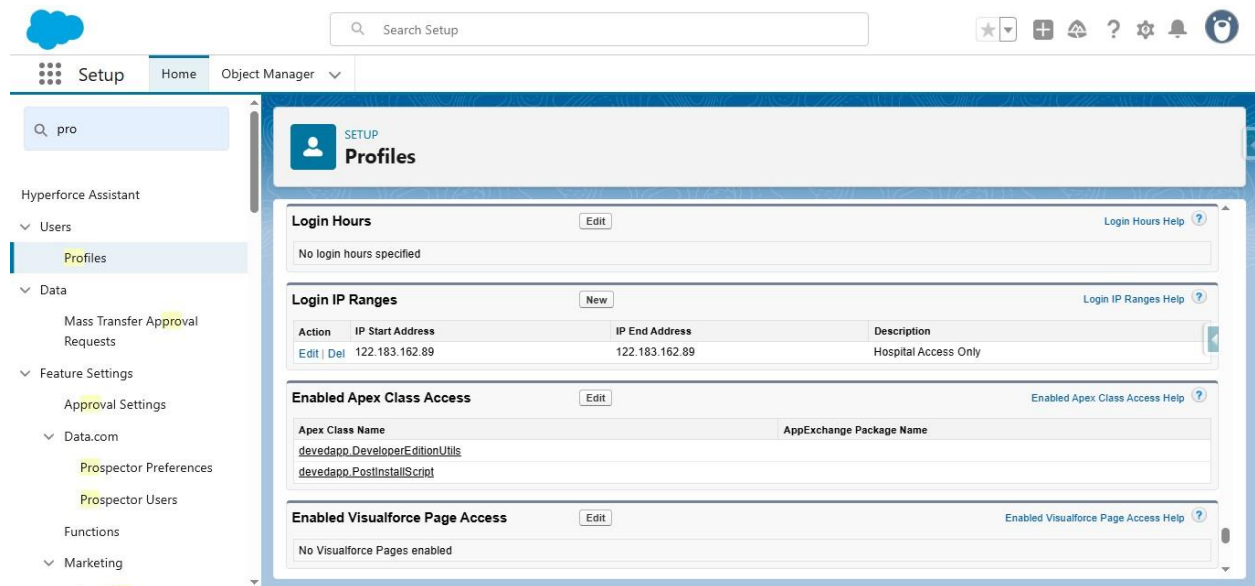 Search Setup
Setup
Home
Object Manager
pro
Hyperforce Assistant
Users
Profiles
Data
Mass Transfer Approval
Requests
Feature Settings
Approval Settings
Data.com
Prospector Preferences
Prospector Users
Functions
Marketing
SETUP
Profiles
Login Hours Edit Login Hours Help ?
No login hours specified
Login IP Ranges New Login IP Ranges Help ?
Action IP Start Address IP End Address Description
Edit | Del 122.183.162.89 122.183.162.89 Hospital Access Only
Enabled Apex Class Access Edit Enabled Apex Class Access Help ?
Apex Class Name AppExchange Package Name
devedapp.DeveloperEditionUtils
devedapp.PostInstallScript
Enabled Visualforce Page Access Edit Enabled Visualforce Page Access Help ?
No Visualforce Pages enabled